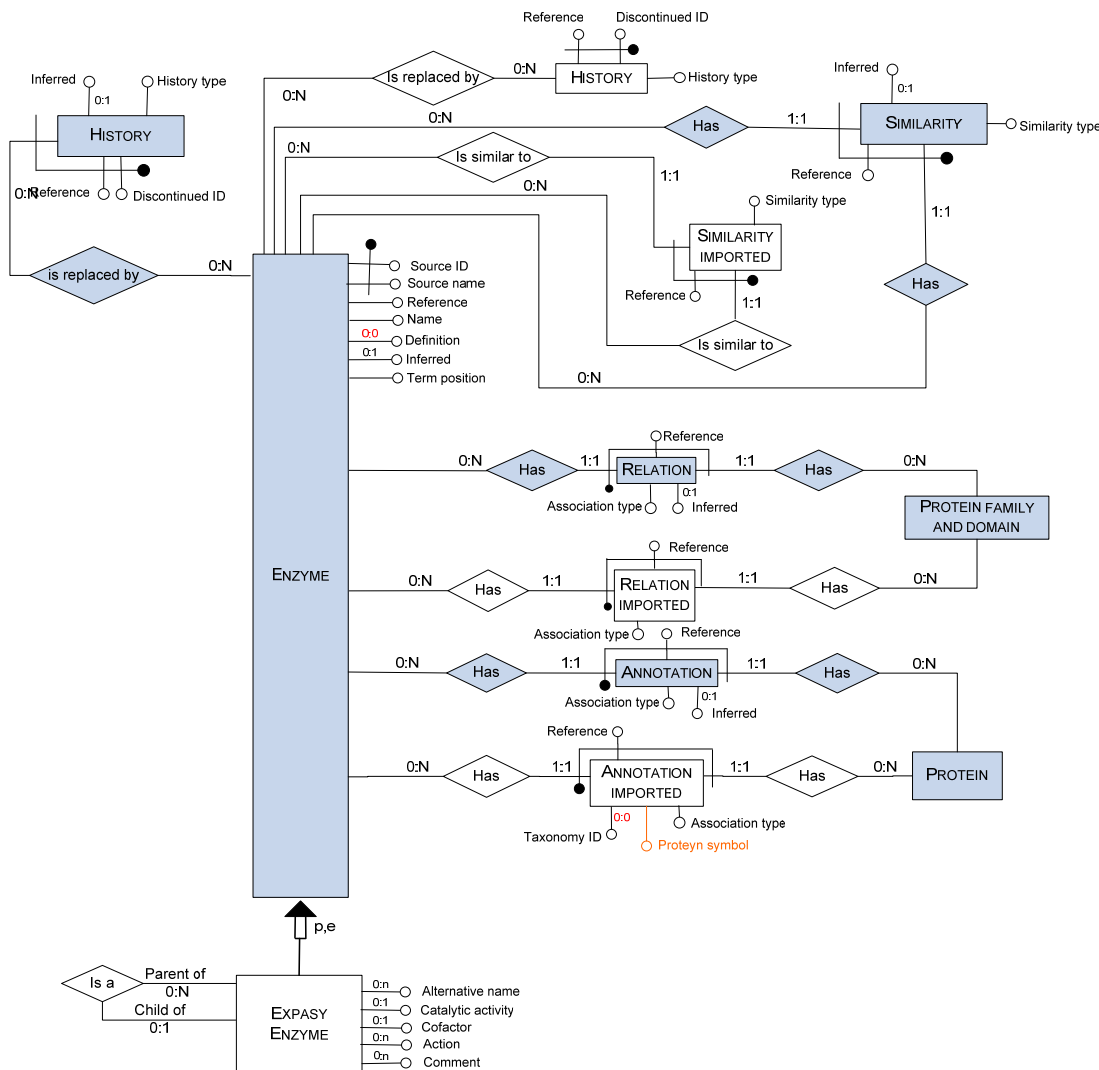 Reference
Discontinued ID
Is replaced by
0:N
HISTORY
History type
0:N
Inferred
0:1
History type
HISTORY
Reference
Discontinued ID
0:N
is replaced by
0:N
Inferred
0:1
0:N
Has
1:1
SIMILARITY
Similarity type
Reference
1:1
Has
0:N
0:N
Is similar to
1:1
Similarity type
SIMILARITY
IMPORTED
Reference
1:1
0:N
Is similar to
Source ID
Source name
Reference
Name
0:0
Definition
0:1
Inferred
Term position
ENZYME
Reference
0:N
Has
1:1
RELATION
1:1
Has
0:N
Association type
0:1
Inferred
PROTEIN FAMILY
AND DOMAIN
Reference
0:N
Has
1:1
RELATION
IMPORTED
1:1
Has
0:N
Association type
Reference
0:N
Has
1:1
ANNOTATION
1:1
Has
0:N
Association type
0:1
Inferred
Reference
0:N
Has
1:1
ANNOTATION
IMPORTED
1:1
Has
0:N
PROTEIN
0:0
Taxonomy ID
Association type
Proteyn symbol
p,e
Is a
Parent of
0:N
Child of
0:1
EXPASY
ENZYME
0:n
Alternative name
0:1
Catalytic activity
0:1
Cofactor
0:n
Action
0:n
Comment